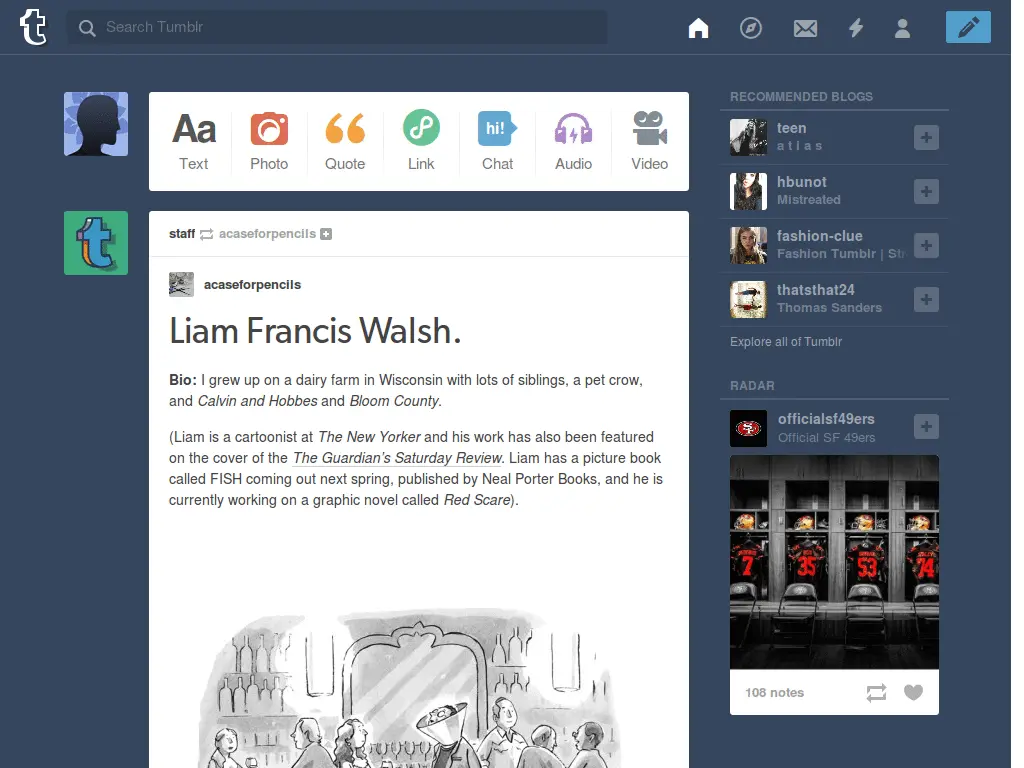 Search Tumblr
Aa
Text
Photo
Quote
Link
hi!
Chat
Audio
Video
staff acaseforpencils
acaseforpencils
Liam Francis Walsh.
Bio: I grew up on a dairy farm in Wisconsin with lots of siblings, a pet crow,
and Calvin and Hobbes and Bloom County.
(Liam is a cartoonist at The New Yorker and his work has also been featured
on the cover of the The Guardian's Saturday Review. Liam has a picture book
called FISH coming out next spring, published by Neal Porter Books, and he is
currently working on a graphic novel called Red Scare).
RECOMMENDED BLOGS
teen
a t l a s
hbunot
Mistreated
fashion-clue
Fashion Tumblr | Str
thatsthat24
Thomas Sanders
Explore all of Tumblr
RADAR
officialsf49ers
Official SF 49ers
7
35
53
74
108 notes